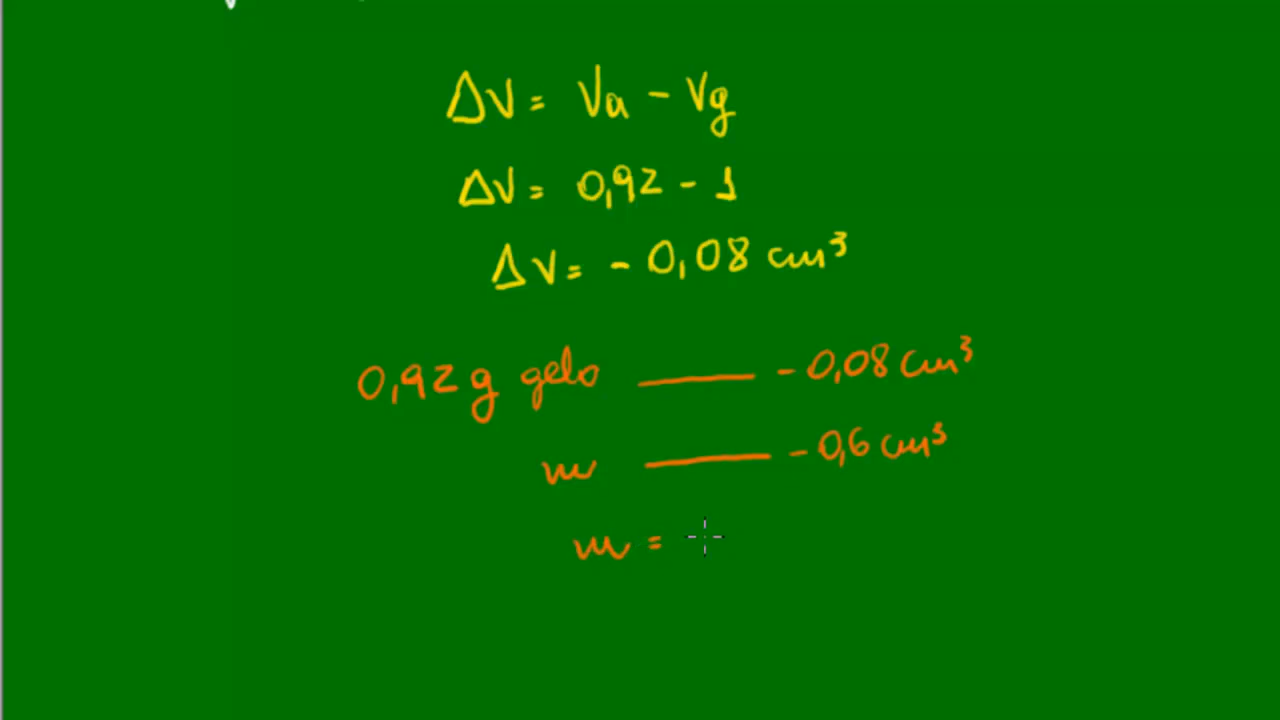 ΔV = Va - Vg
ΔV = 0,92 - 1
ΔV = - 0,08 cm³
0,92 g gelo —— - 0,08 cm³
m —— - 0,6 cm³
m =